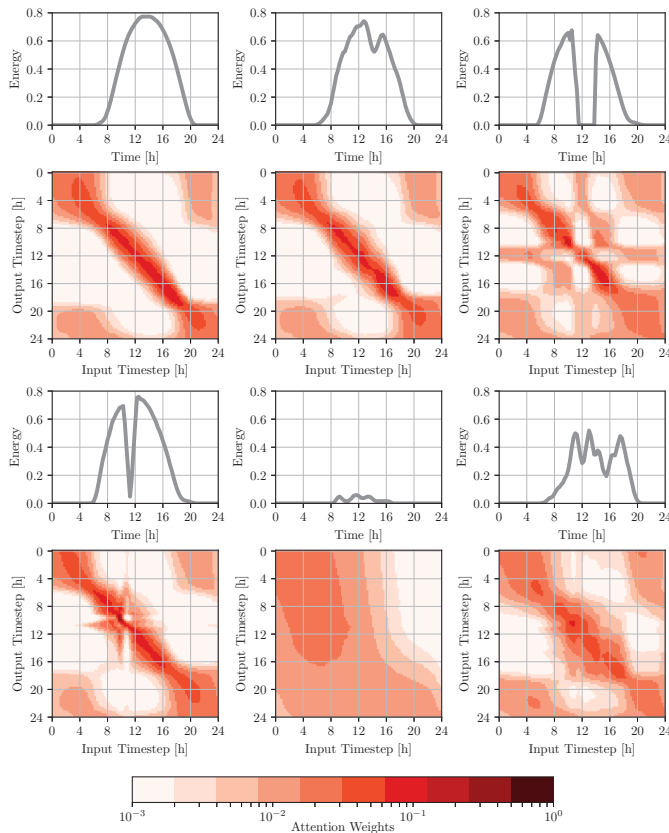 0.8 0.8 0.8
0.6 0.6 0.6
0.4 0.4 0.4
0.2 0.2 0.2
0.0 0.0 0.0
Energy Energy Energy
0 4 8 12 16 20 24 0 4 8 12 16 20 24 0 4 8 12 16 20 24
Time [h] Time [h] Time [h]
0 0 0
4 4 4
8 8 8
12 12 12
16 16 16
20 20 20
24 24 24
Output Timestep [h] Output Timestep [h] Output Timestep [h]
0 4 8 12 16 20 24 0 4 8 12 16 20 24 0 4 8 12 16 20 24
Input Timestep [h] Input Timestep [h] Input Timestep [h]
0.8 0.8 0.8
0.6 0.6 0.6
0.4 0.4 0.4
0.2 0.2 0.2
0.0 0.0 0.0
Energy Energy Energy
0 4 8 12 16 20 24 0 4 8 12 16 20 24 0 4 8 12 16 20 24
Time [h] Time [h] Time [h]
0 0 0
4 4 4
8 8 8
12 12 12
16 16 16
20 20 20
24 24 24
Output Timestep [h] Output Timestep [h] Output Timestep [h]
0 4 8 12 16 20 24 0 4 8 12 16 20 24 0 4 8 12 16 20 24
Input Timestep [h] Input Timestep [h] Input Timestep [h]
10⁻³ 10⁻² 10⁻¹ 10⁰
Attention Weights